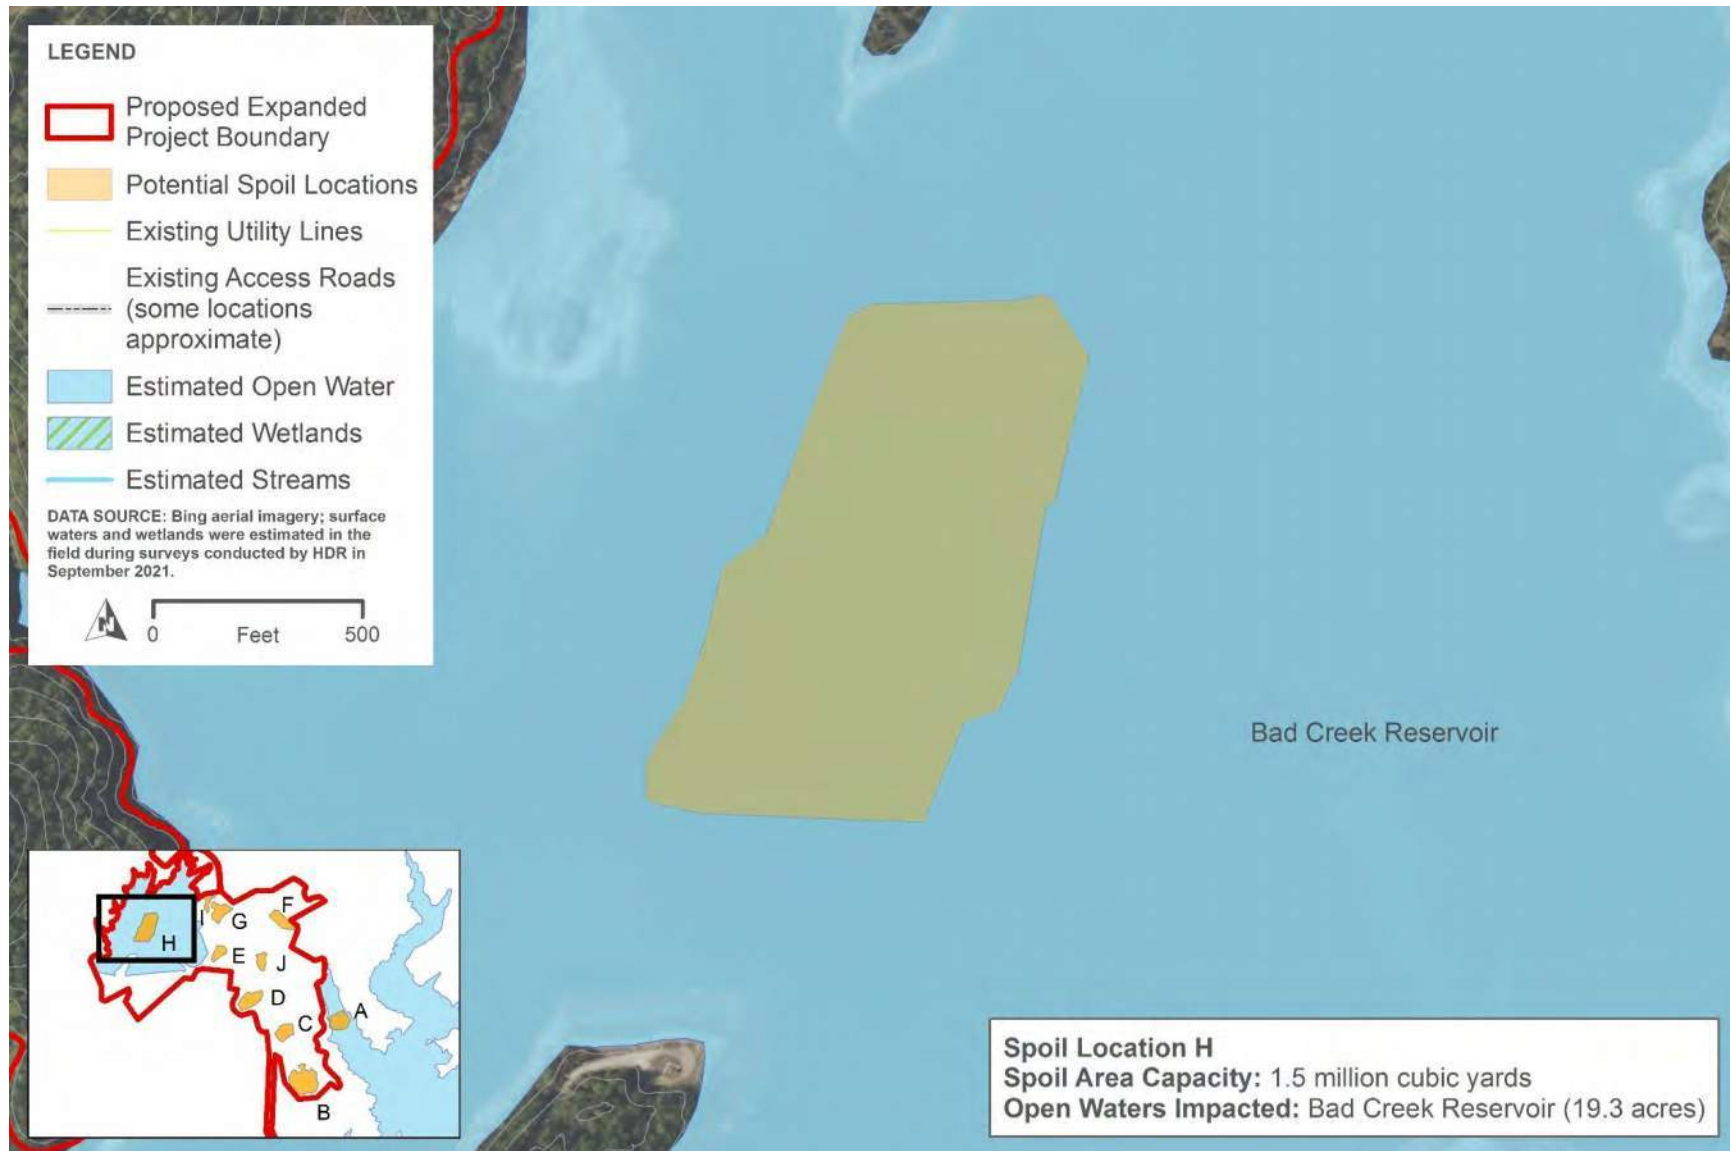 LEGEND
Proposed Expanded
Project Boundary
Potential Spoil Locations
Existing Utility Lines
Existing Access Roads
(some locations
approximate)
Estimated Open Water
Estimated Wetlands
Estimated Streams
DATA SOURCE: Bing aerial imagery; surface
waters and wetlands were estimated in the
field during surveys conducted by HDR in
September 2021.
N
0 Feet 500
Bad Creek Reservoir
F
I G
H
E J
D
A
C
B
Spoil Location H
Spoil Area Capacity: 1.5 million cubic yards
Open Waters Impacted: Bad Creek Reservoir (19.3 acres)